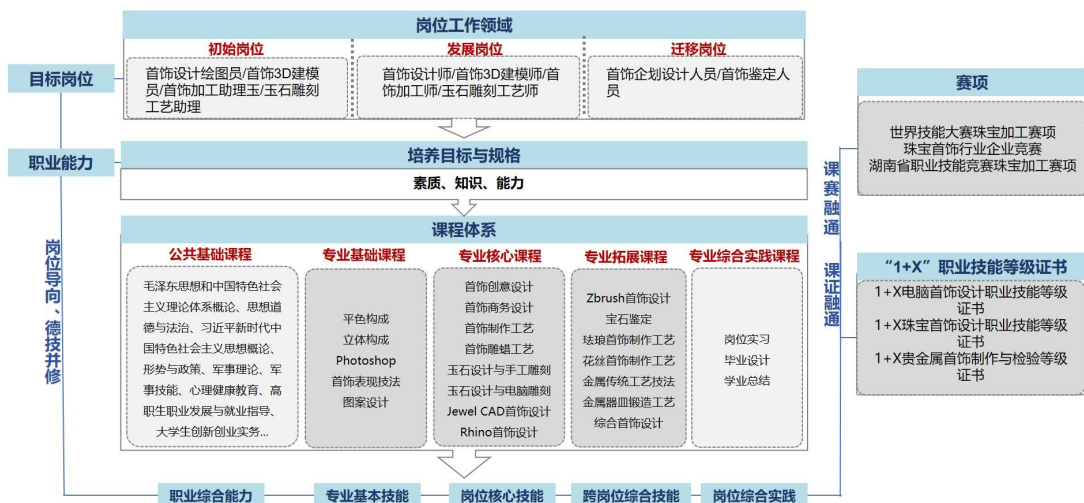 岗位工作领域
初始岗位
发展岗位
迁移岗位
目标岗位
首饰设计绘图员/首饰3D建模
员/首饰加工助理玉/玉石雕刻
工艺助理
首饰设计师/首饰3D建模师/首
饰加工师/玉石雕刻工艺师
首饰企划设计人员/首饰鉴定人
员
职业能力
培养目标与规格
素质、知识、能力
课程体系
公共基础课程
毛泽东思想和中国特色社会
主义理论体系概论、思想道
德与法治、习近平新时代中
国特色社会主义思想概论、
形势与政策、军事理论、军
事技能、心理健康教育、高
职生职业发展与就业指导、
大学生创新创业实务...
专业基础课程
平色构成
立体构成
Photoshop
首饰表现技法
图案设计
专业核心课程
首饰创意设计
首饰商务设计
首饰制作工艺
首饰雕蜡工艺
玉石设计与手工雕刻
玉石设计与电脑雕刻
Jewel CAD首饰设计
Rhino首饰设计
专业拓展课程
Zbrush首饰设计
宝石鉴定
珐琅首饰制作工艺
花丝首饰制作工艺
金属传统工艺技法
金属器皿锻造工艺
综合首饰设计
专业综合实践课程
岗位实习
毕业设计
学业总结
岗位导向、德技并修
职业综合能力
专业基本技能
岗位核心技能
跨岗位综合技能
岗位综合实践
课赛融通
课证融通
赛项
世界技能大赛珠宝加工赛项
珠宝首饰行业企业竞赛
湖南省职业技能竞赛珠宝加工赛项
“1+X”职业技能等级证书
1+X电脑首饰设计职业技能等级
证书
1+X珠宝首饰设计职业技能等级
证书
1+X贵金属首饰制作与检验等级
证书